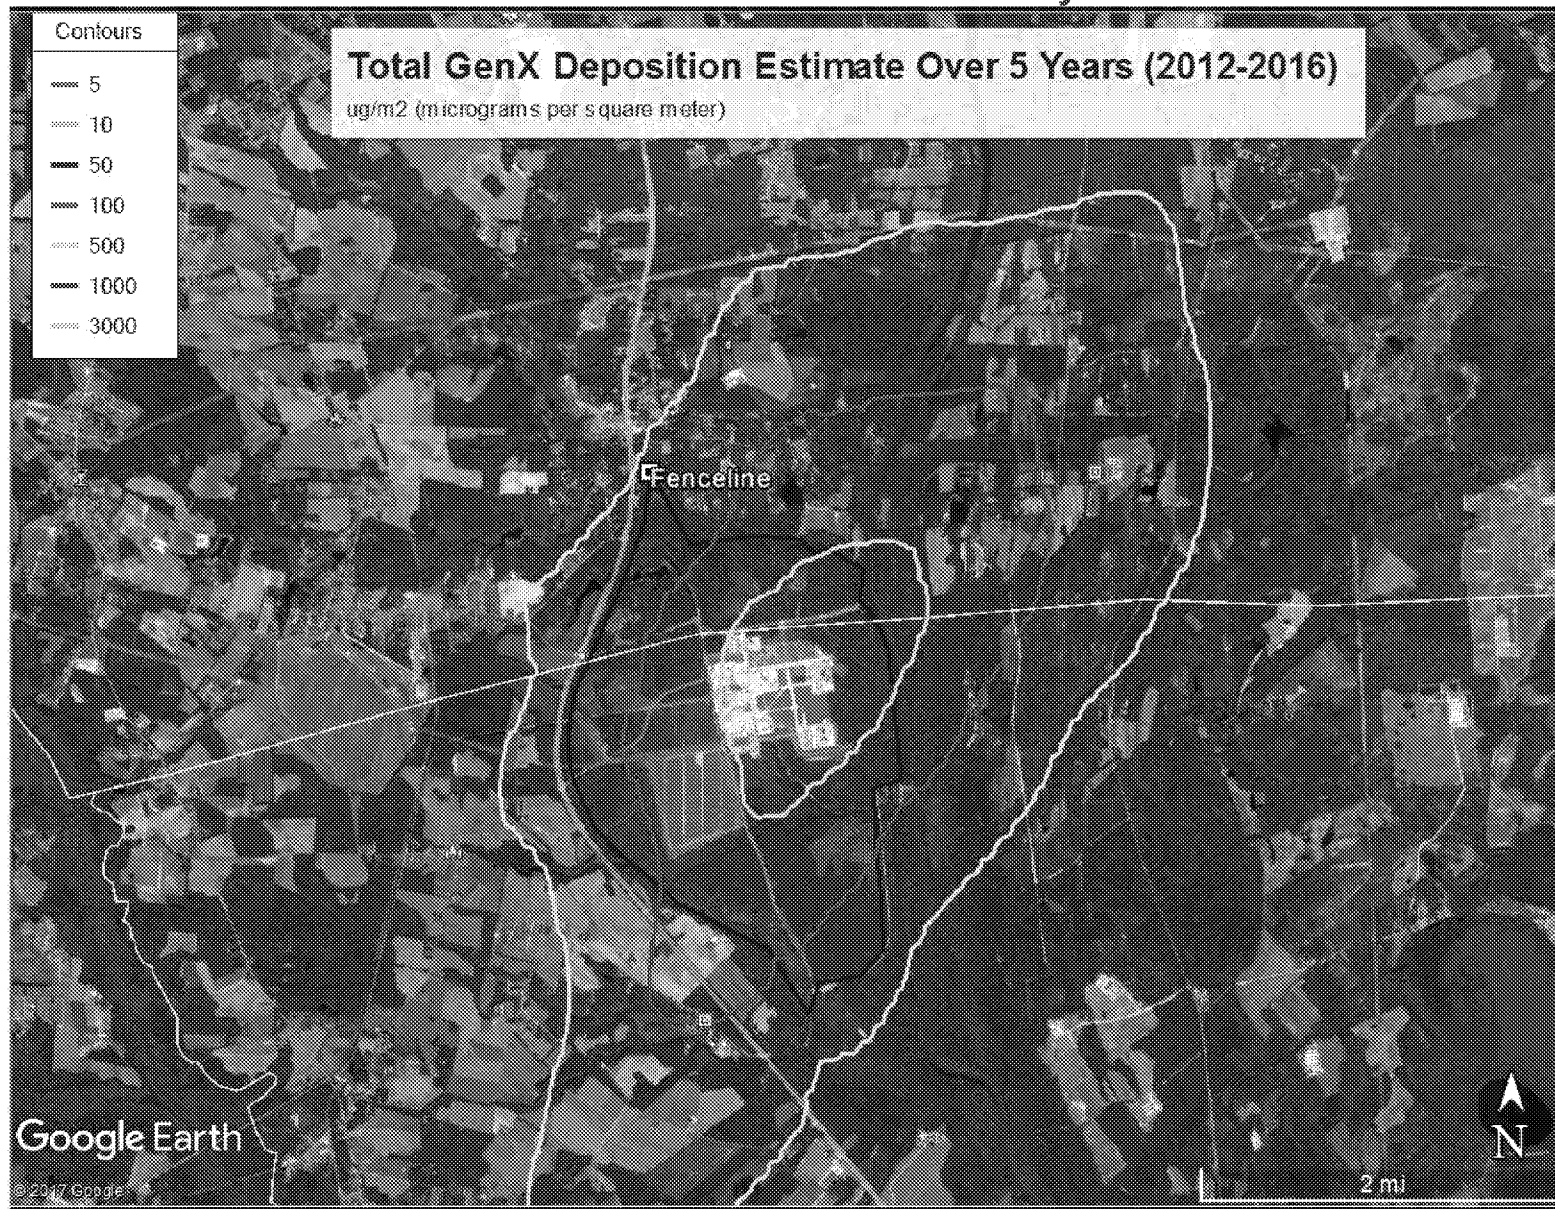 Contours
5
10
50
100
500
1000
3000
Total GenX Deposition Estimate Over 5 Years (2012-2016)
ug/m2 (micrograms per square meter)
Fenceline
Google Earth
© 2017 Google
N
2 mi